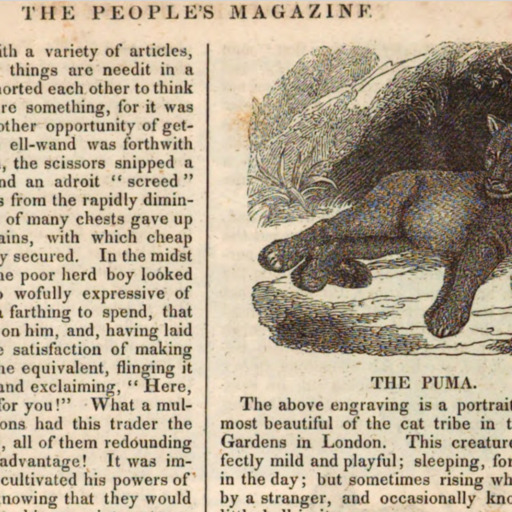 THE PEOPLE'S MAGAZINE
ith a variety of articles,
things are needit in a
horted each other to think
re something, for it was
other opportunity of get-
ell-wand was forthwith
, the scissors snipped a
nd an adroit "screed"
s from the rapidly dimin-
of many chests gave up
ains, with which cheap
y secured. In the midst
he poor herd boy looked
o wofully expressive of
a farthing to spend, that
on him, and, having laid
e satisfaction of making
he equivalent, flinging it
and exclaiming, "Here,
for you!" What a mul-
ons had this trader the
, all of them redounding
advantage! It was im-
cultivated his powers of
knowing that they would
THE PUMA.
The above engraving is a portrait
most beautiful of the cat tribe in t
Gardens in London. This creature
fectly mild and playful; sleeping, for
in the day; but sometimes rising wh
by a stranger, and occasionally kno